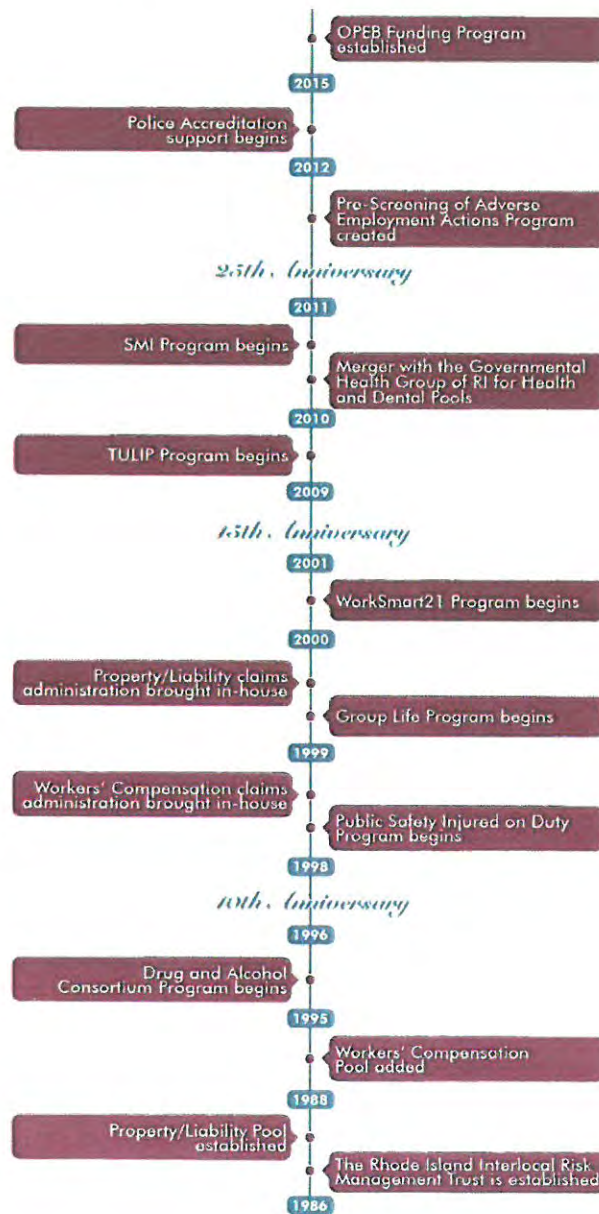 OPEB Funding Program
established
2015
Police Accreditation
support begins
2012
Pre-Screening of Adverse
Employment Actions Program
created
25th Anniversary
2011
SMI Program begins
Merger with the Governmental
Health Group of RI for Health
and Dental Pools
2010
TULIP Program begins
2009
15th Anniversary
2001
WorkSmart21 Program begins
2000
Property/Liability claims
administration brought in-house
Group Life Program begins
1999
Workers' Compensation claims
administration brought in-house
Public Safety Injured on Duty
Program begins
1998
10th Anniversary
1996
Drug and Alcohol
Consortium Program begins
1995
Workers' Compensation
Pool added
1988
Property/Liability Pool
established
The Rhode Island Interlocal Risk
Management Trust is established
1986